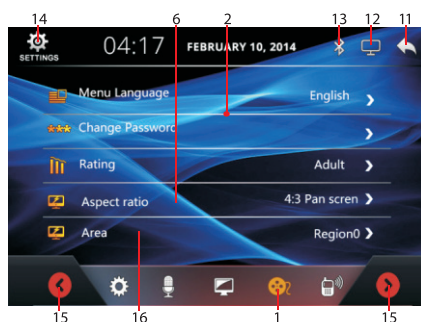 14 6 2 13 12 11
SETTINGS 04:17 FEBRUARY 10, 2014
Menu Language English
*** Change Password
Rating Adult
Aspect ratio 4:3 Pan scren
Area Region0
15 16 1 15